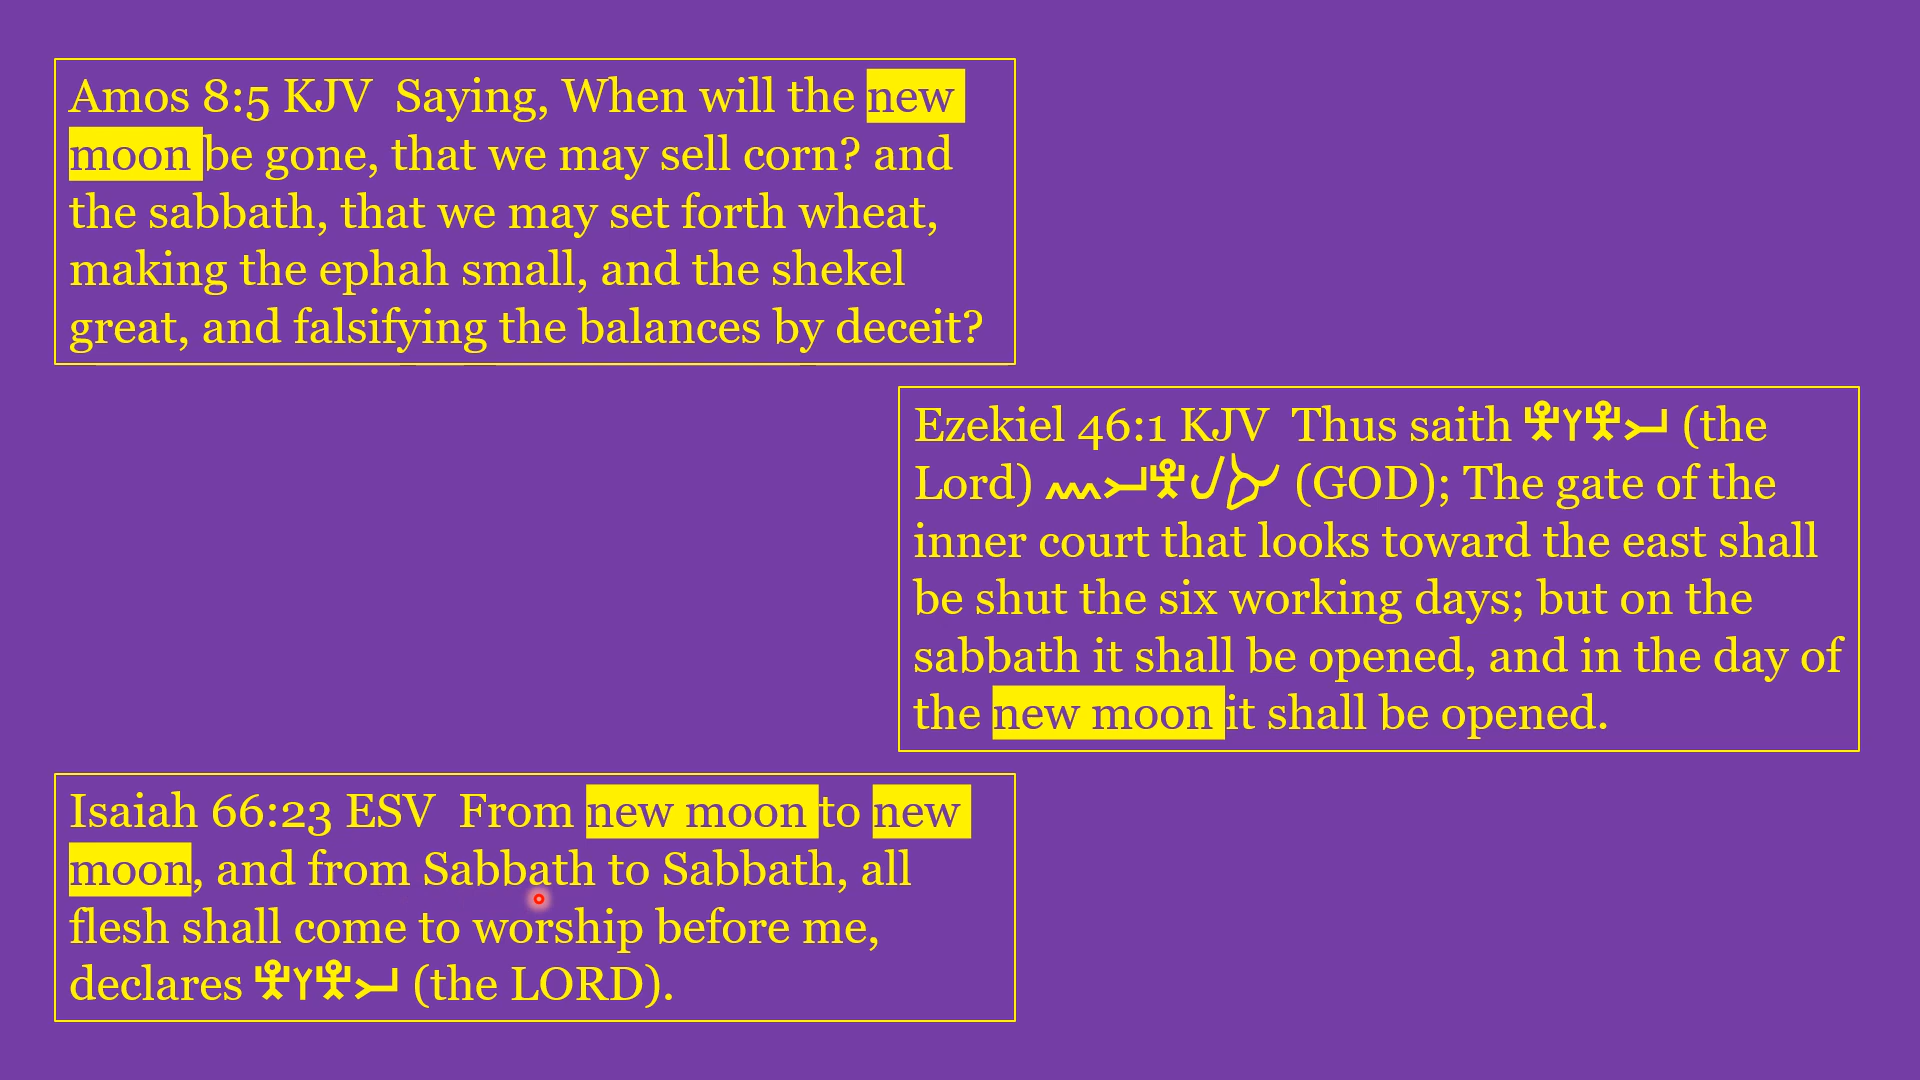 Amos 8:5 KJV  Saying, When will the new
moon be gone, that we may sell corn? and
the sabbath, that we may set forth wheat,
making the ephah small, and the shekel
great, and falsifying the balances by deceit?
Ezekiel 46:1 KJV  Thus saith (the
Lord) (GOD); The gate of the
inner court that looks toward the east shall
be shut the six working days; but on the
sabbath it shall be opened, and in the day of
the new moon it shall be opened.
Isaiah 66:23 ESV  From new moon to new
moon, and from Sabbath to Sabbath, all
flesh shall come to worship before me,
declares (the LORD).